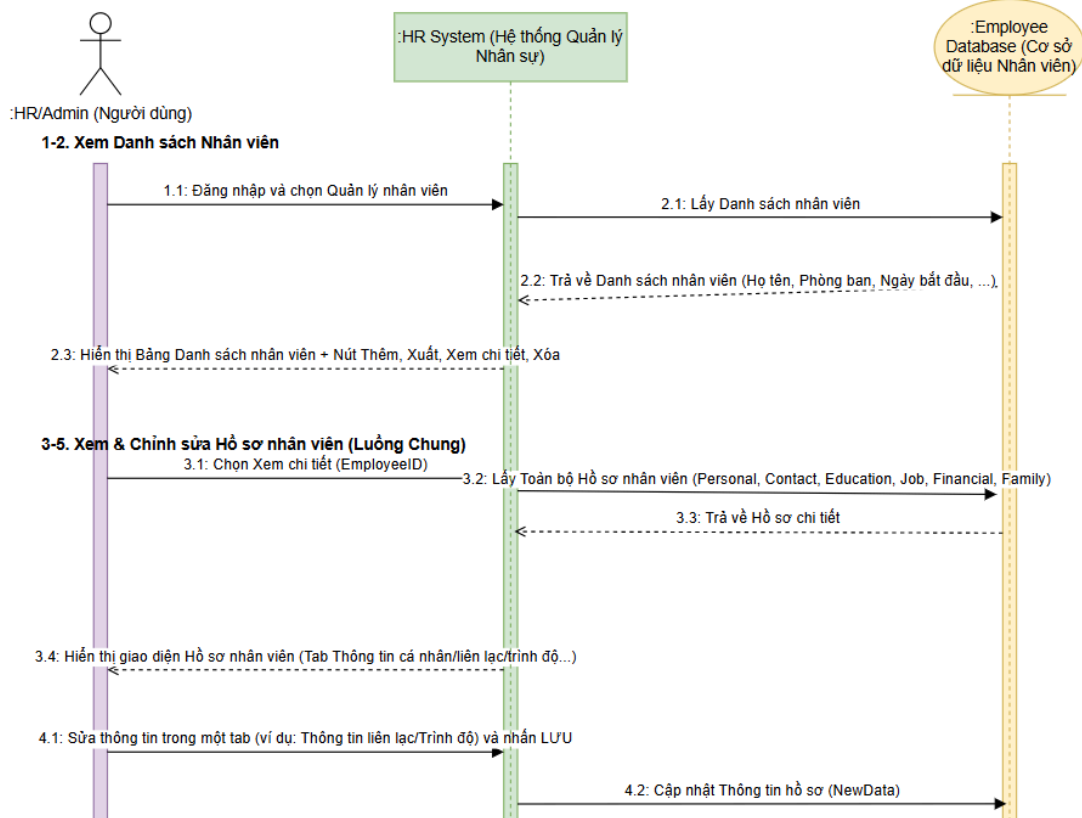 :HR/Admin (Người dùng)
:HR System (Hệ thống Quản lý
Nhân sự)
:Employee
Database (Cơ sở
dữ liệu Nhân viên)
1-2. Xem Danh sách Nhân viên
1.1: Đăng nhập và chọn Quản lý nhân viên
2.1: Lấy Danh sách nhân viên
2.2: Trả về Danh sách nhân viên (Họ tên, Phòng ban, Ngày bắt đầu, ...)
2.3: Hiển thị Bảng Danh sách nhân viên + Nút Thêm, Xuất, Xem chi tiết, Xóa
3-5. Xem & Chỉnh sửa Hồ sơ nhân viên (Luồng Chung)
3.1: Chọn Xem chi tiết (EmployeeID)
3.2: Lấy Toàn bộ Hồ sơ nhân viên (Personal, Contact, Education, Job, Financial, Family)
3.3: Trả về Hồ sơ chi tiết
3.4: Hiển thị giao diện Hồ sơ nhân viên (Tab Thông tin cá nhân/liên lạc/trình độ...)
4.1: Sửa thông tin trong một tab (ví dụ: Thông tin liên lạc/Trình độ) và nhấn LƯU
4.2: Cập nhật Thông tin hồ sơ (NewData)